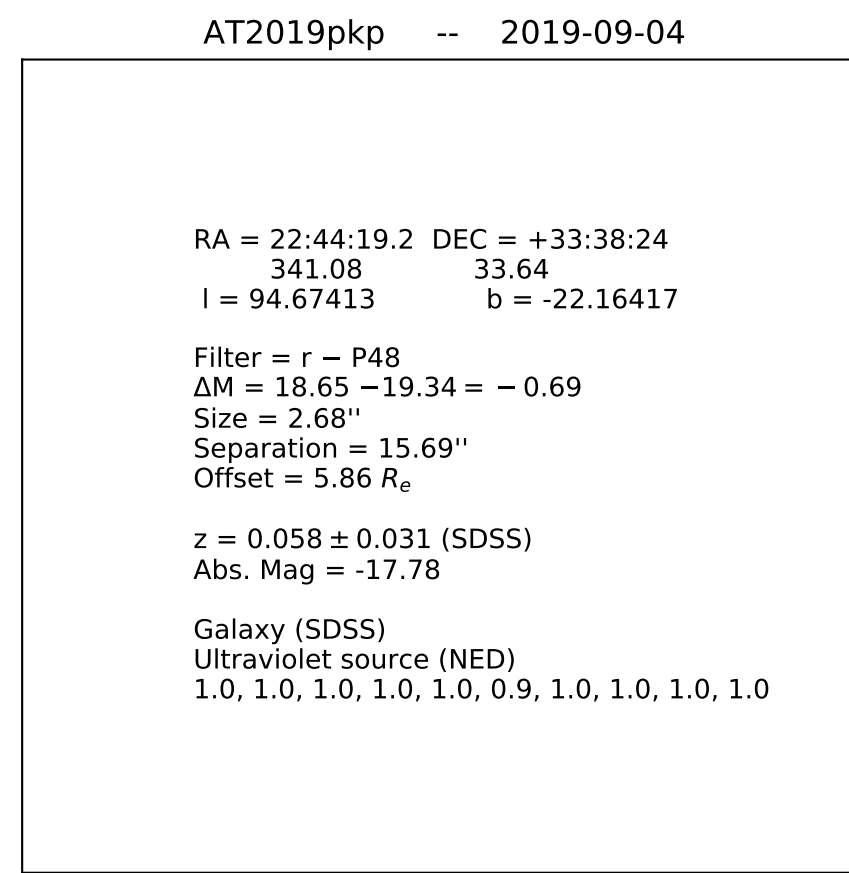 AT2019pkp -- 2019-09-04
RA = 22:44:19.2 DEC = +33:38:24
341.08 33.64
l = 94.67413 b = -22.16417
Filter = r − P48
ΔM = 18.65 −19.34 = − 0.69
Size = 2.68''
Separation = 15.69''
Offset = 5.86 Rₑ
z = 0.058 ± 0.031 (SDSS)
Abs. Mag = -17.78
Galaxy (SDSS)
Ultraviolet source (NED)
1.0, 1.0, 1.0, 1.0, 1.0, 0.9, 1.0, 1.0, 1.0, 1.0